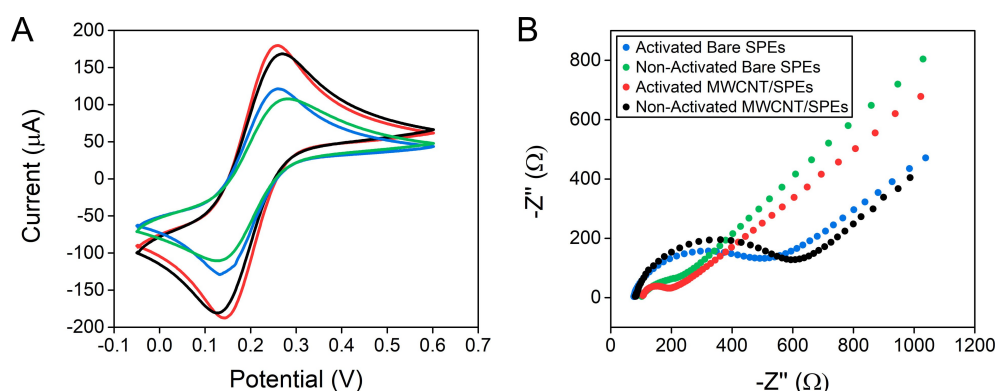 A
Current (μA)
200
150
100
50
0
-50
-100
-150
-200
-0.1 0.0 0.1 0.2 0.3 0.4 0.5 0.6 0.7
Potential (V)
B
Activated Bare SPEs
Non-Activated Bare SPEs
Activated MWCNT/SPEs
Non-Activated MWCNT/SPEs
-Z" (Ω)
800
600
400
200
0
0 200 400 600 800 1000 1200
-Z" (Ω)